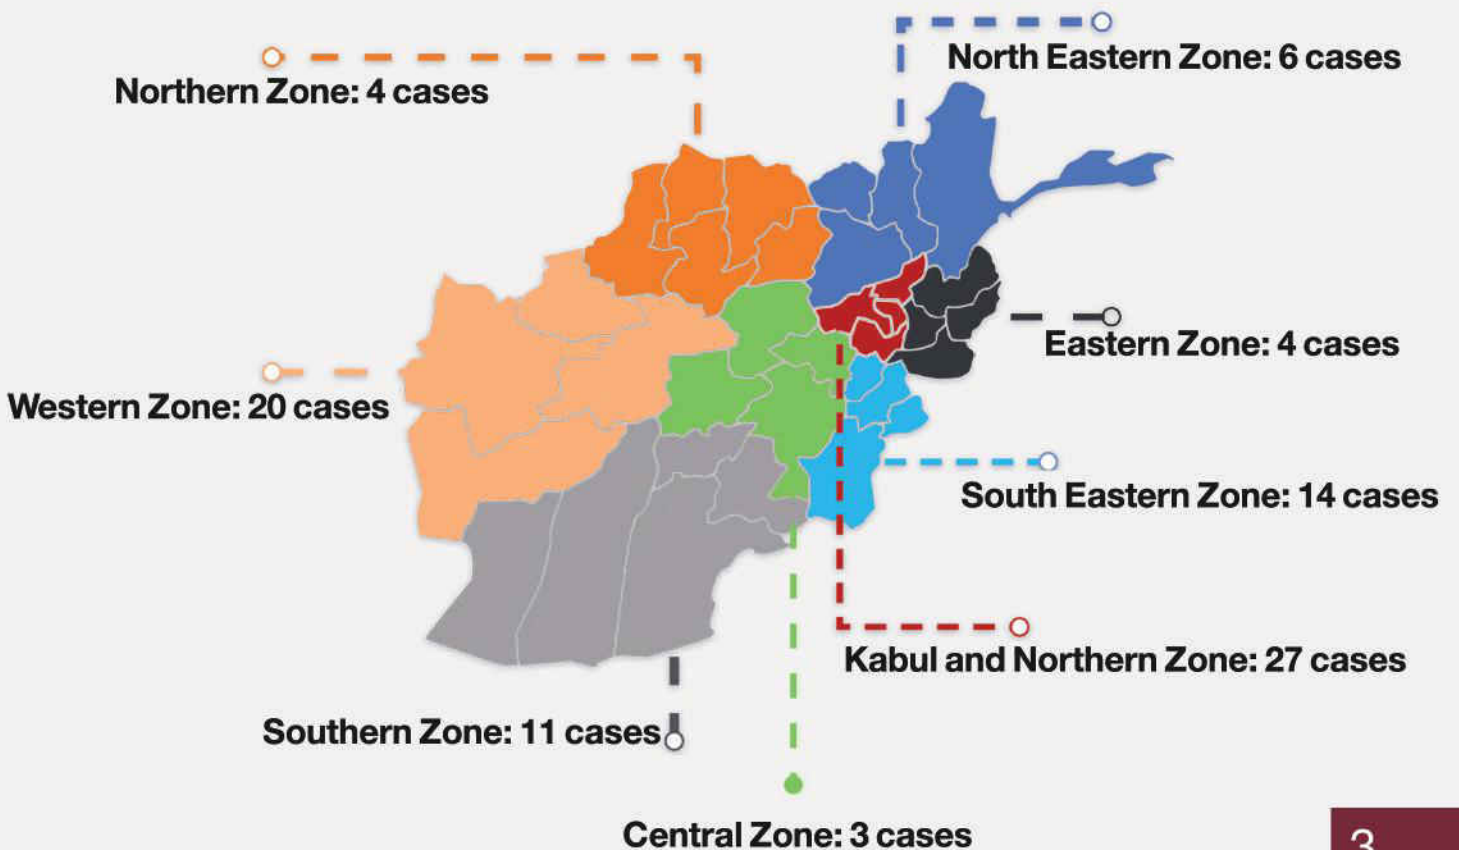 North Eastern Zone: 6 cases
Northern Zone: 4 cases
Eastern Zone: 4 cases
Western Zone: 20 cases
South Eastern Zone: 14 cases
Kabul and Northern Zone: 27 cases
Southern Zone: 11 cases
Central Zone: 3 cases
3